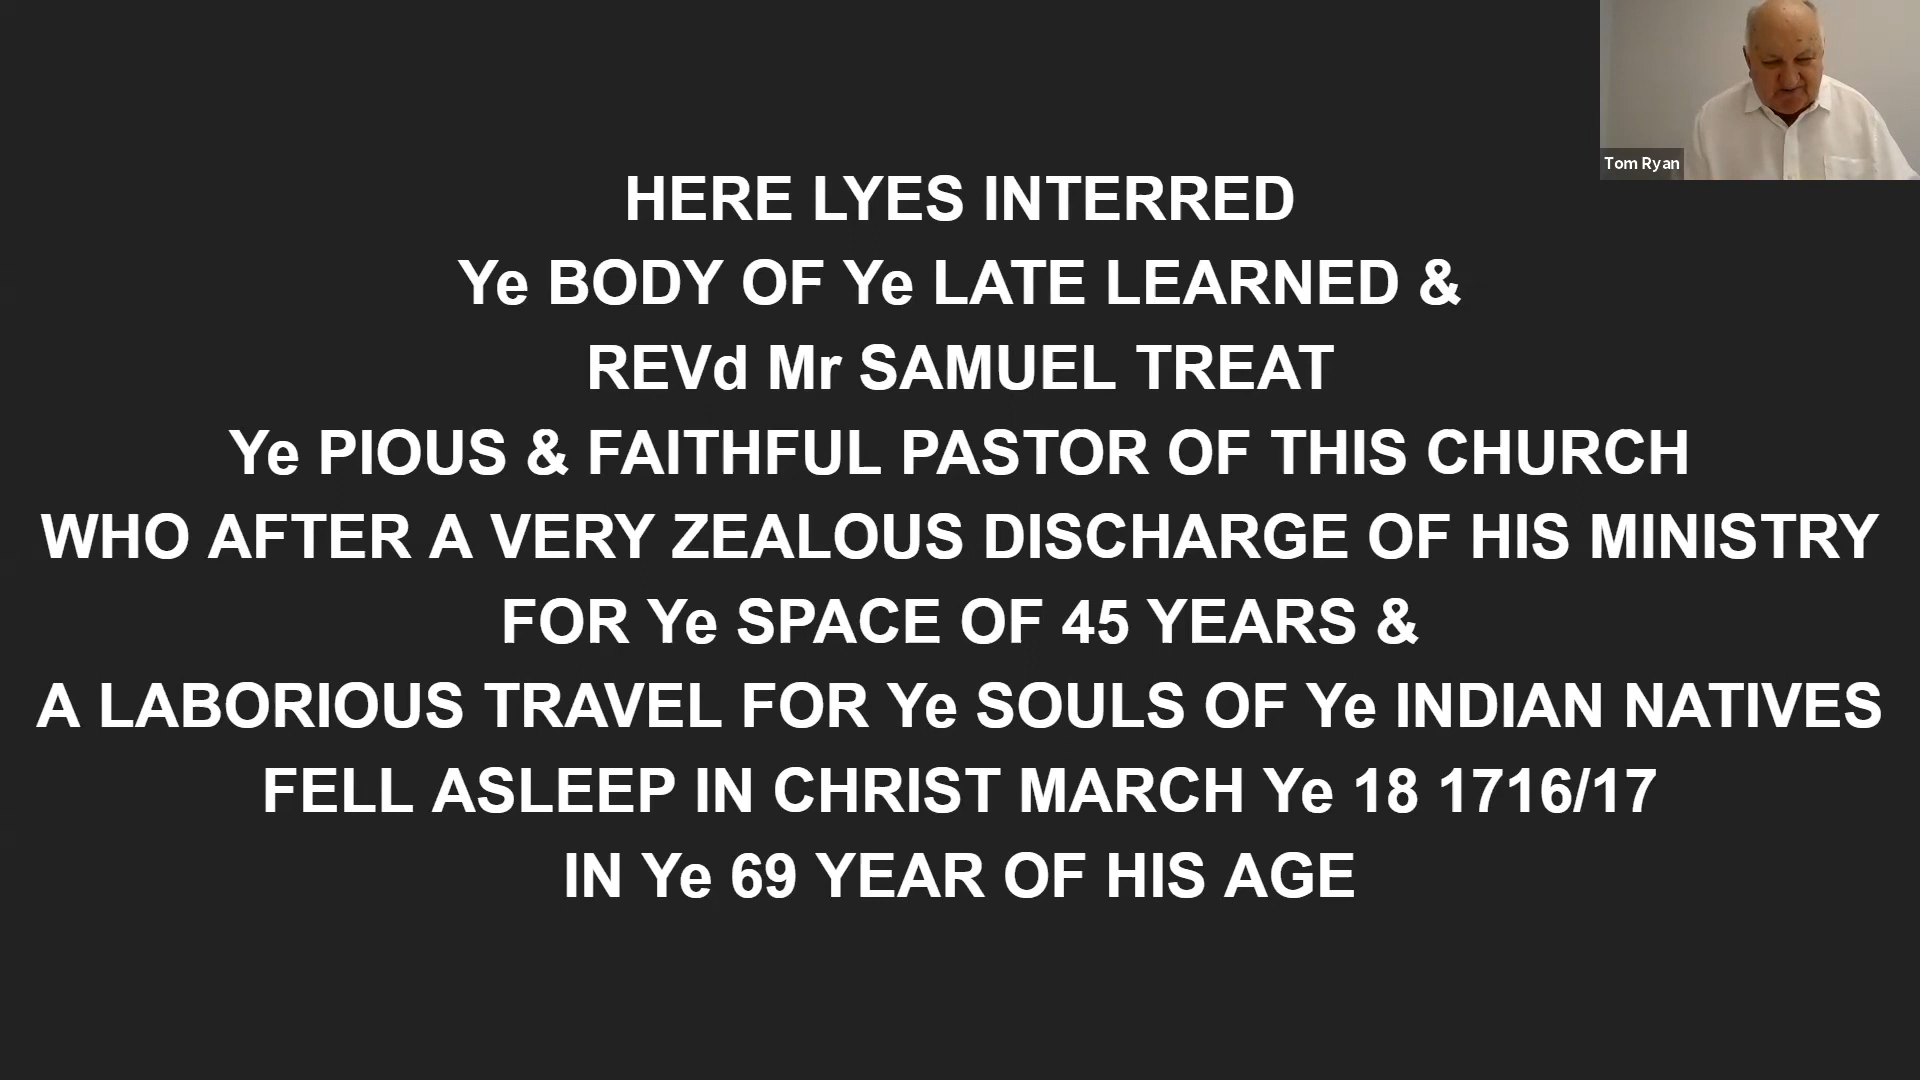 HERE LYES INTERRED
Ye BODY OF Ye LATE LEARNED &
REVd Mr SAMUEL TREAT
Ye PIOUS & FAITHFUL PASTOR OF THIS CHURCH
WHO AFTER A VERY ZEALOUS DISCHARGE OF HIS MINISTRY
FOR Ye SPACE OF 45 YEARS &
A LABORIOUS TRAVEL FOR Ye SOULS OF Ye INDIAN NATIVES
FELL ASLEEP IN CHRIST MARCH Ye 18 1716/17
IN Ye 69 YEAR OF HIS AGE
Tom Ryan